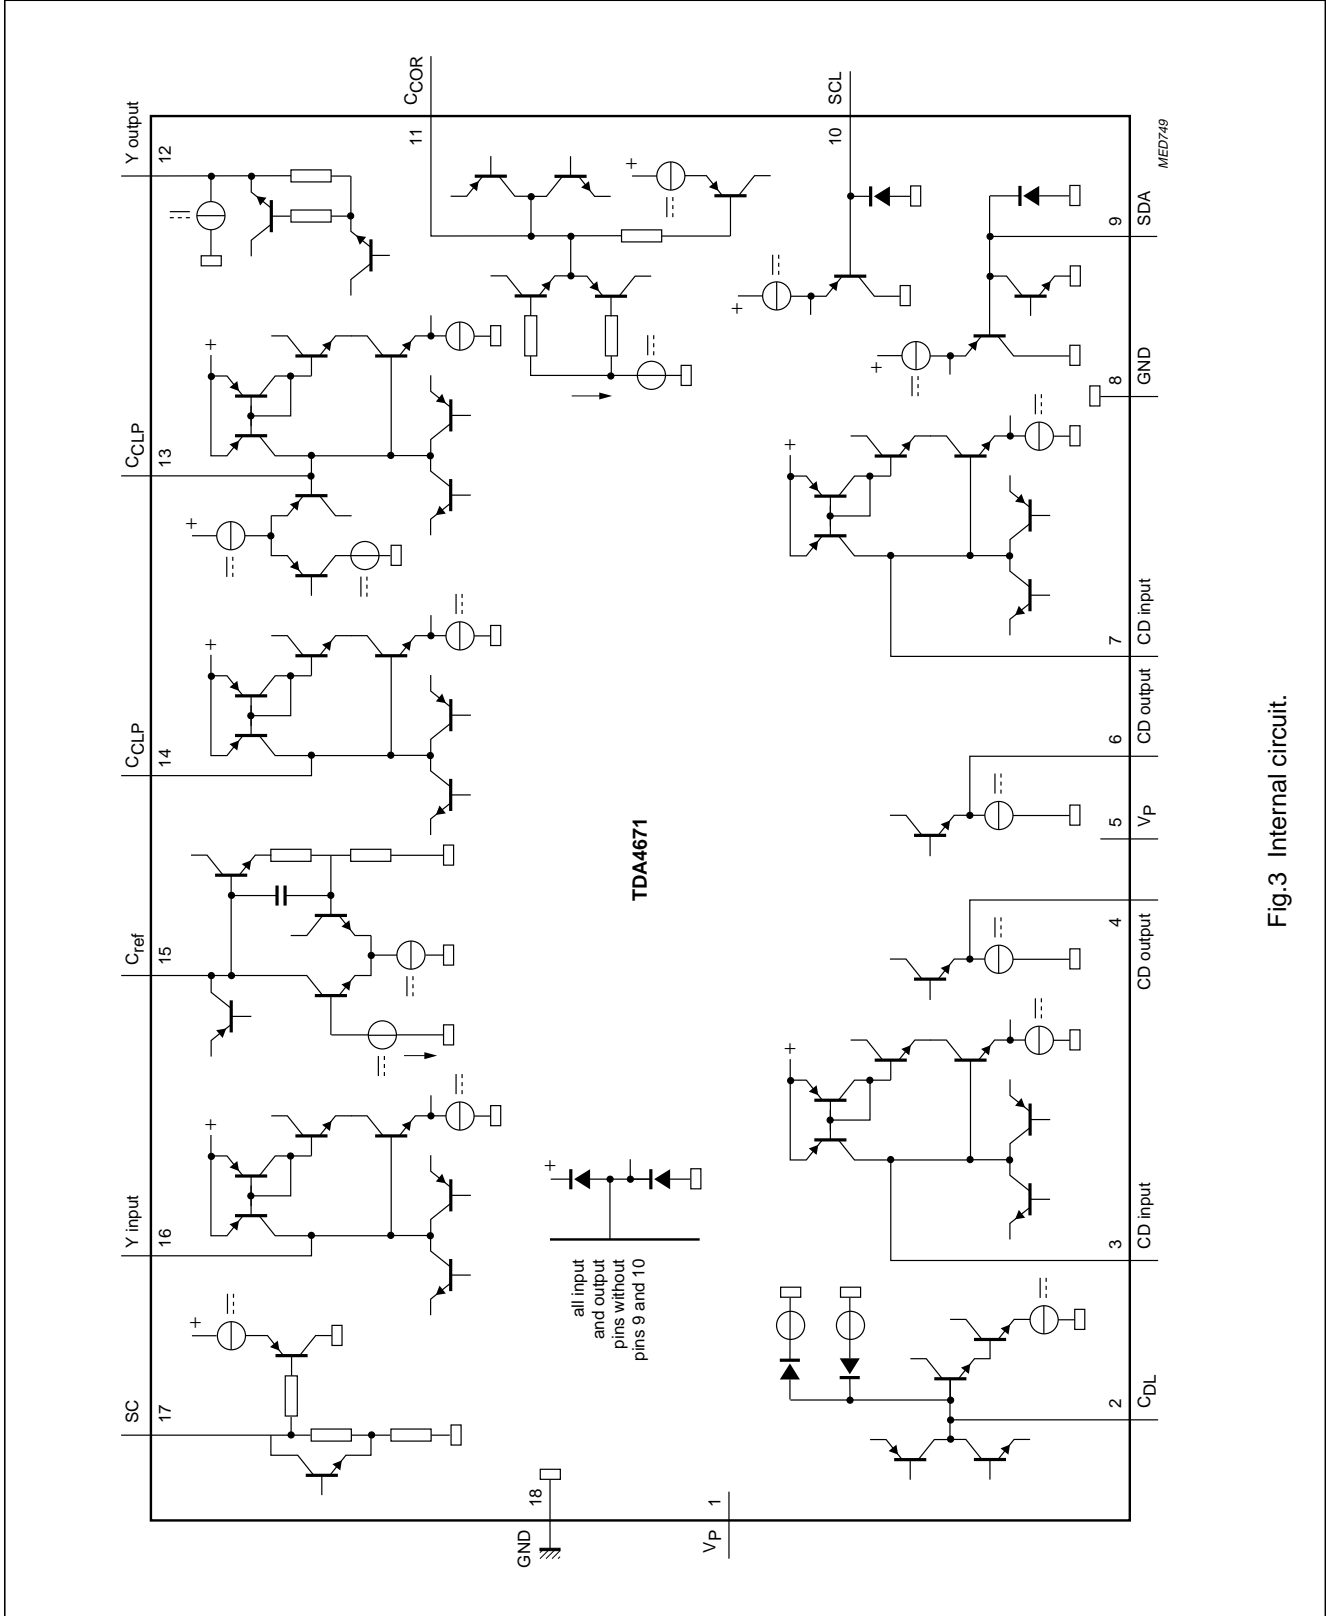 Y output
12
CCOR
11
SCL
10
MED749
CCLP
13
9
SDA
8
GND
CCLP
14
7
CD input
6
CD output
Cref
15
TDA4671
5
VP
4
CD output
Y input
16
all input
and output
pins without
pins 9 and 10
3
CD input
SC
17
2
CDL
GND
18
VP
1
+
+
+
+
+
+
+
+
+
+
+
+
Fig.3 Internal circuit.